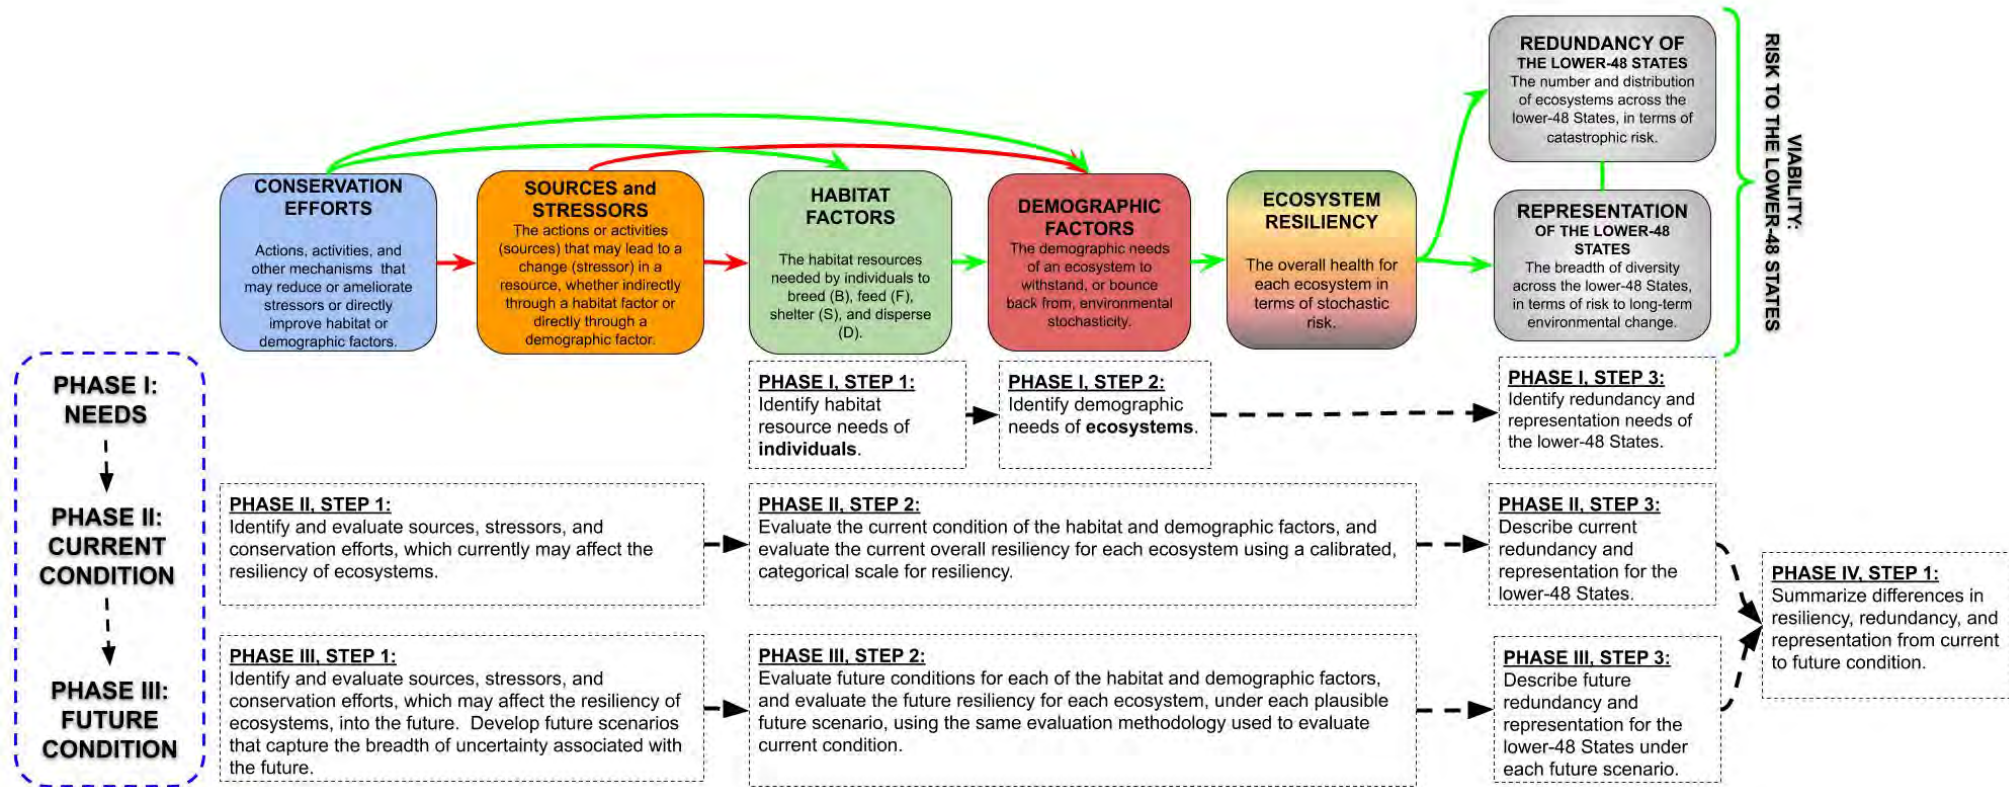 CONSERVATION
EFFORTS
Actions, activities, and
other mechanisms that
may reduce or ameliorate
stressors or directly
improve habitat or
demographic factors.
SOURCES and
STRESSORS
The actions or activities
(sources) that may lead to a
change (stressor) in a
resource, whether indirectly
through a habitat factor or
directly through a
demographic factor.
HABITAT
FACTORS
The habitat resources
needed by individuals to
breed (B), feed (F),
shelter (S), and disperse
(D).
DEMOGRAPHIC
FACTORS
The demographic needs
of an ecosystem to
withstand, or bounce
back from, environmental
stochasticity.
ECOSYSTEM
RESILIENCY
The overall health for
each ecosystem in
terms of stochastic
risk.
REDUNDANCY OF
THE LOWER-48 STATES
The number and distribution
of ecosystems across the
lower-48 States, in terms of
catastrophic risk.
REPRESENTATION
OF THE LOWER-48
STATES
The breadth of diversity
across the lower-48 States,
in terms of risk to long-term
environmental change.
VIABILITY:
RISK TO THE LOWER-48 STATES
PHASE I:
NEEDS
PHASE II:
CURRENT
CONDITION
PHASE III:
FUTURE
CONDITION
PHASE I, STEP 1:
Identify habitat
resource needs of
individuals.
PHASE I, STEP 2:
Identify demographic
needs of ecosystems.
PHASE I, STEP 3:
Identify redundancy and
representation needs of
the lower-48 States.
PHASE II, STEP 1:
Identify and evaluate sources, stressors, and
conservation efforts, which currently may affect the
resiliency of ecosystems.
PHASE II, STEP 2:
Evaluate the current condition of the habitat and demographic factors, and
evaluate the current overall resiliency for each ecosystem using a calibrated,
categorical scale for resiliency.
PHASE II, STEP 3:
Describe current
redundancy and
representation for the
lower-48 States.
PHASE III, STEP 1:
Identify and evaluate sources, stressors, and
conservation efforts, which may affect the resiliency of
ecosystems, into the future. Develop future scenarios
that capture the breadth of uncertainty associated with
the future.
PHASE III, STEP 2:
Evaluate future conditions for each of the habitat and demographic factors,
and evaluate the future resiliency for each ecosystem, under each plausible
future scenario, using the same evaluation methodology used to evaluate
current condition.
PHASE III, STEP 3:
Describe future
redundancy and
representation for the
lower-48 States under
each future scenario.
PHASE IV, STEP 1:
Summarize differences in
resiliency, redundancy, and
representation from current
to future condition.